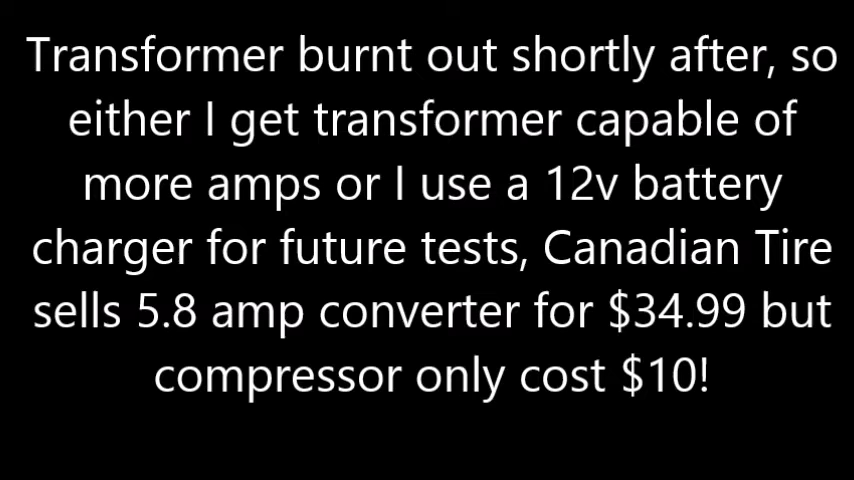 Transformer burnt out shortly after, so
either I get transformer capable of
more amps or I use a 12v battery
charger for future tests, Canadian Tire
sells 5.8 amp converter for $34.99 but
compressor only cost $10!